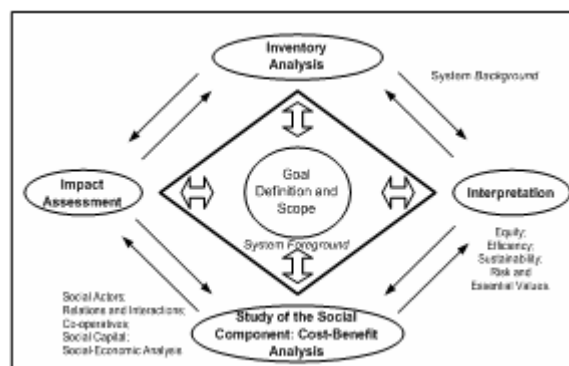 Inventory
Analysis
System Background
Goal
Definition and
Scope
Impact
Assessment
Interpretation
System Foreground
Equity;
Efficiency;
Sustainability;
Risk and
Essential Values.
Social Actors;
Relations and Interactions;
Co-operatives;
Social Capital;
Social-Economic Analysis
Study of the Social
Component: Cost-Benefit
Analysis